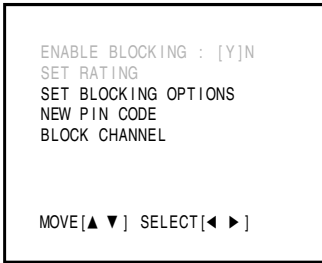 ENABLE BLOCKING : [Y]N
SET RATING
SET BLOCKING OPTIONS
NEW PIN CODE
BLOCK CHANNEL
MOVE[▲ ▼] SELECT[◀ ▶]